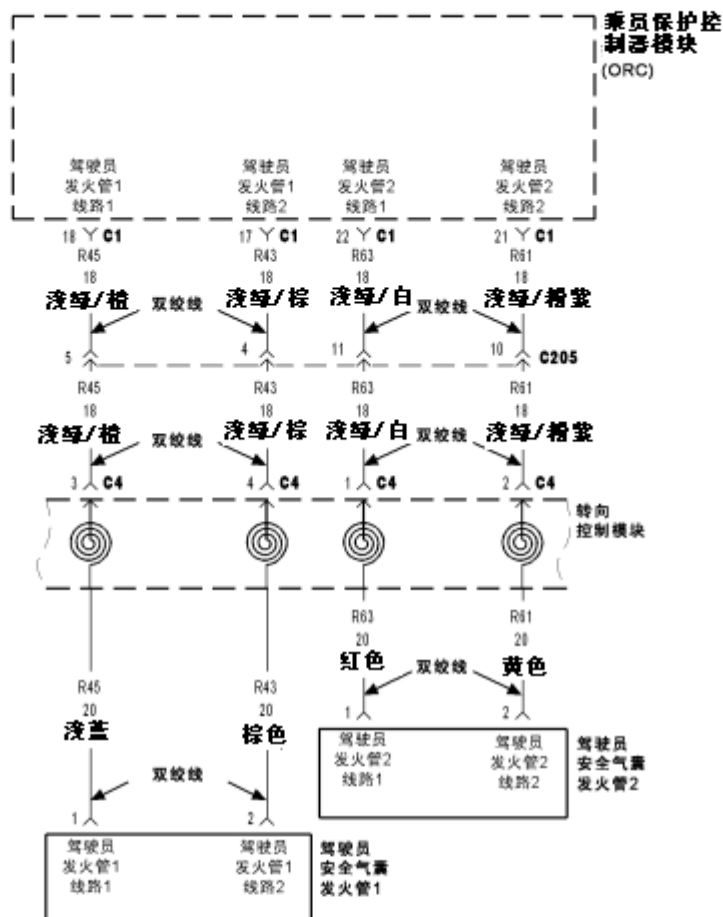 乘员保护控
制器模块
(ORC)
驾驶员 驾驶员 驾驶员 驾驶员
发火管1 发火管1 发火管2 发火管2
线路1 线路2 线路1 线路2
18 C1 17 C1 22 C1 21 C1
R45 R43 R63 R61
18 18 18 18
浅绿/橙 双绞线 浅绿/棕 浅绿/白 双绞线 浅绿/粉紫
5 4 11 10 C205
R45 R43 R63 R61
18 18 18 18
浅绿/橙 双绞线 浅绿/棕 浅绿/白 双绞线 浅绿/粉紫
3 C4 4 C4 1 C4 2 C4
转向
控制模块
R63 R61
20 20
红色 双绞线 黄色
R45 R43
20 20
浅蓝 棕色
1 2
驾驶员 驾驶员
发火管2 发火管2
线路1 线路2
驾驶员
安全气囊
发火管2
双绞线
1 2
驾驶员 驾驶员
发火管1 发火管1
线路1 线路2
驾驶员
安全气囊
发火管1